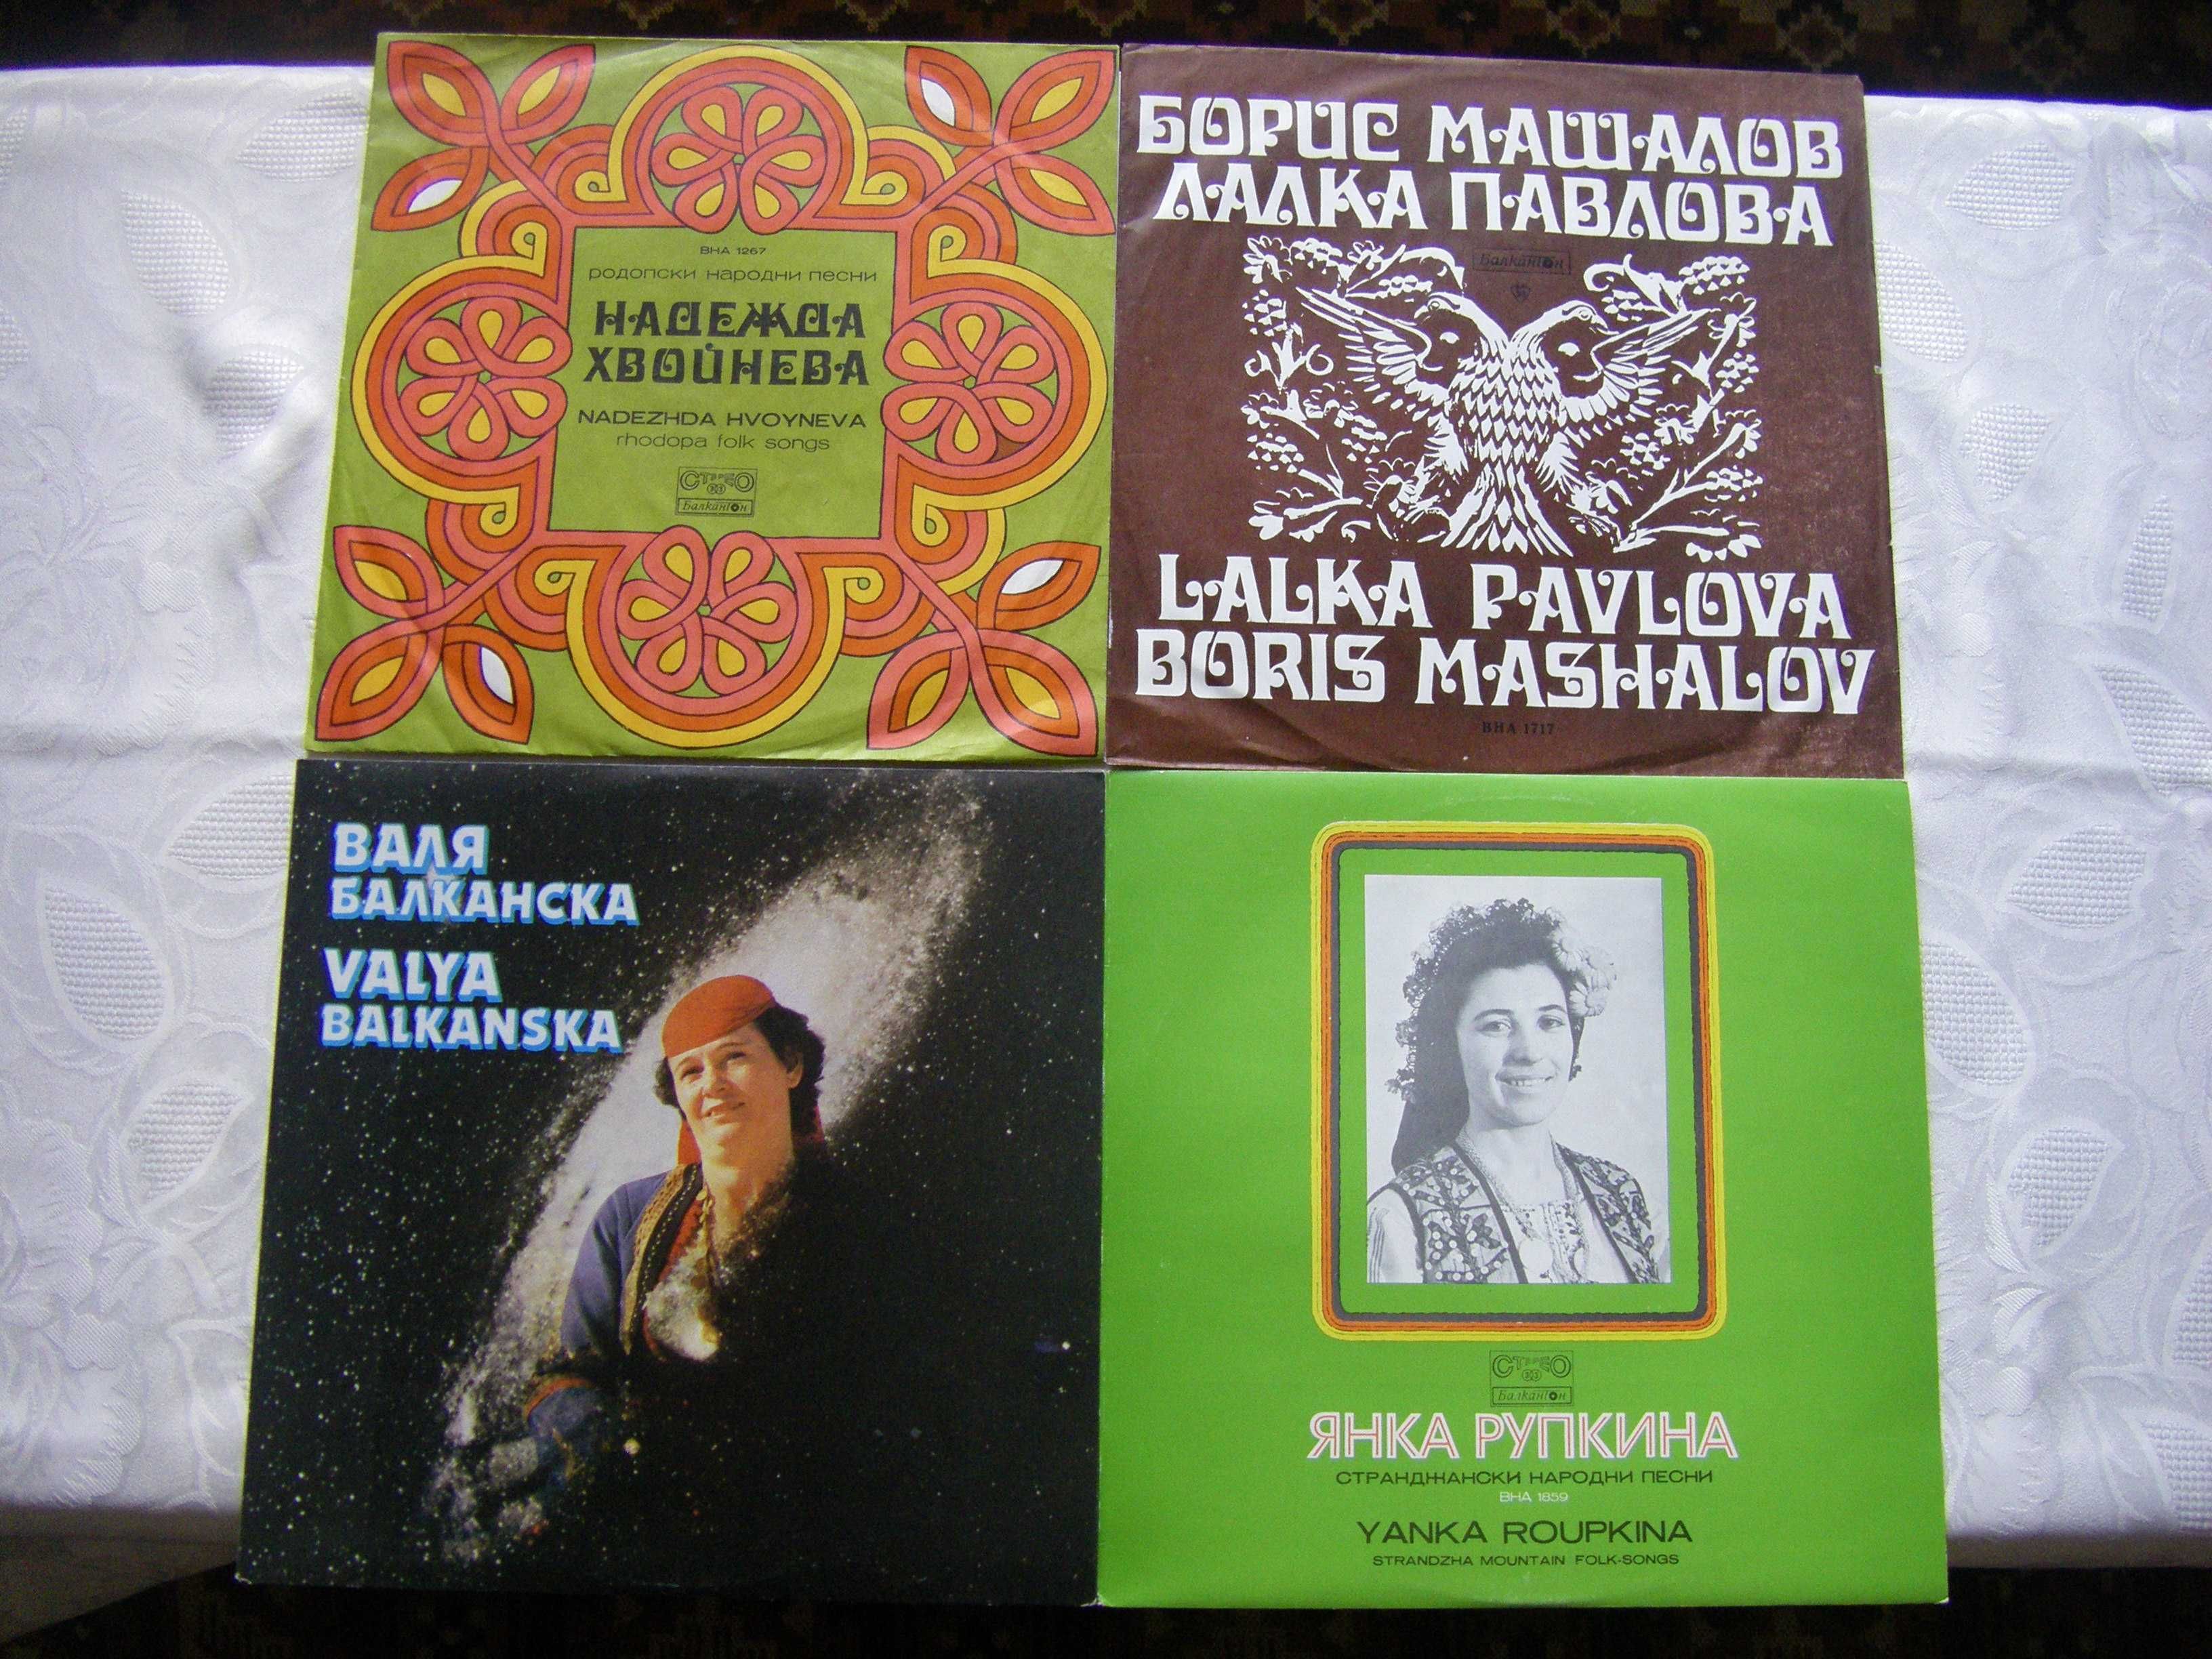 ВНА 1267
родопски народни песни
НАДЕЖДА
ХВОЙНЕВА
NADEZHDA HVOYNEVA
rhodopa folk songs
СТЕРЕО
Балкантон
БОРИС МАШАЛОВ
ЛАЛКА ПАВЛОВА
Балкантон
LALKA PAVLOVA
BORIS MASHALOV
ВНА 1717
ВАЛЯ
БАЛКАНСКА
VALYA
BALKANSKA
СТЕРЕО
Балкантон
ЯНКА РУПКИНА
СТРАНДЖАНСКИ НАРОДНИ ПЕСНИ
ВНА 1859
YANKA ROUPKINA
STRANDZHA MOUNTAIN FOLK-SONGS